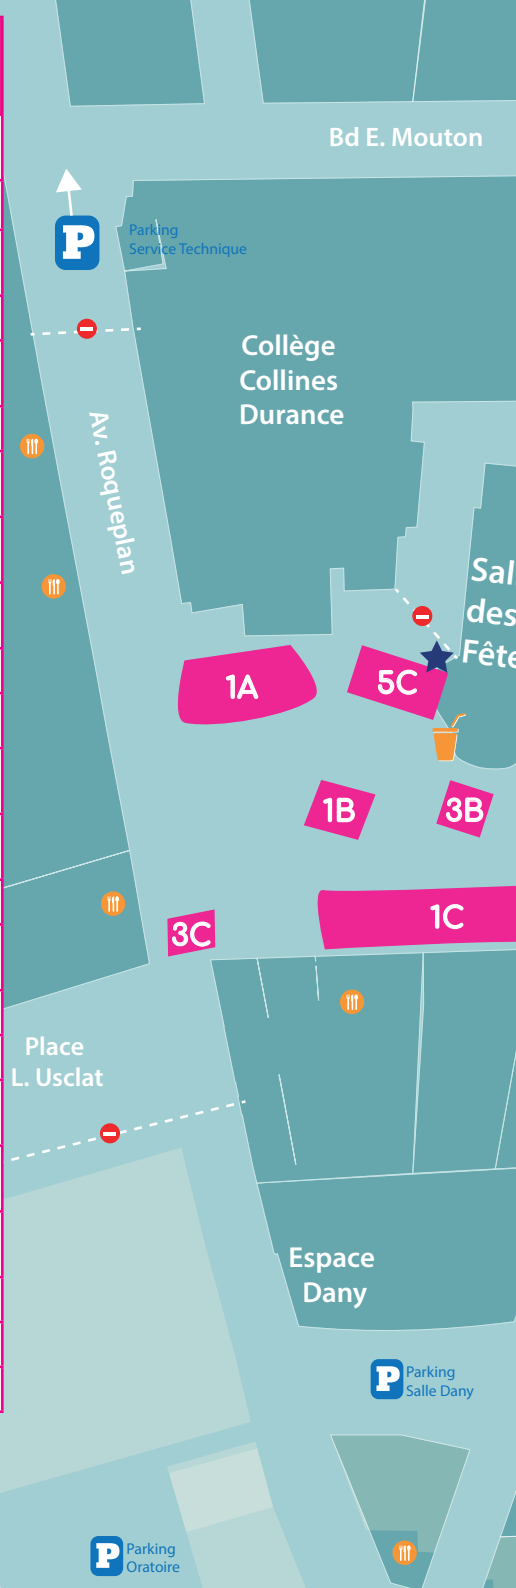 Bd E. Mouton
P
Parking
Service Technique
Collège
Collines
Durance
Av. Roqueplan
Sal
des
Fête
1A
5C
1B
3B
1C
3C
Place
L. Usclat
Espace
Dany
P
Parking
Salle Dany
P
Parking
Oratoire